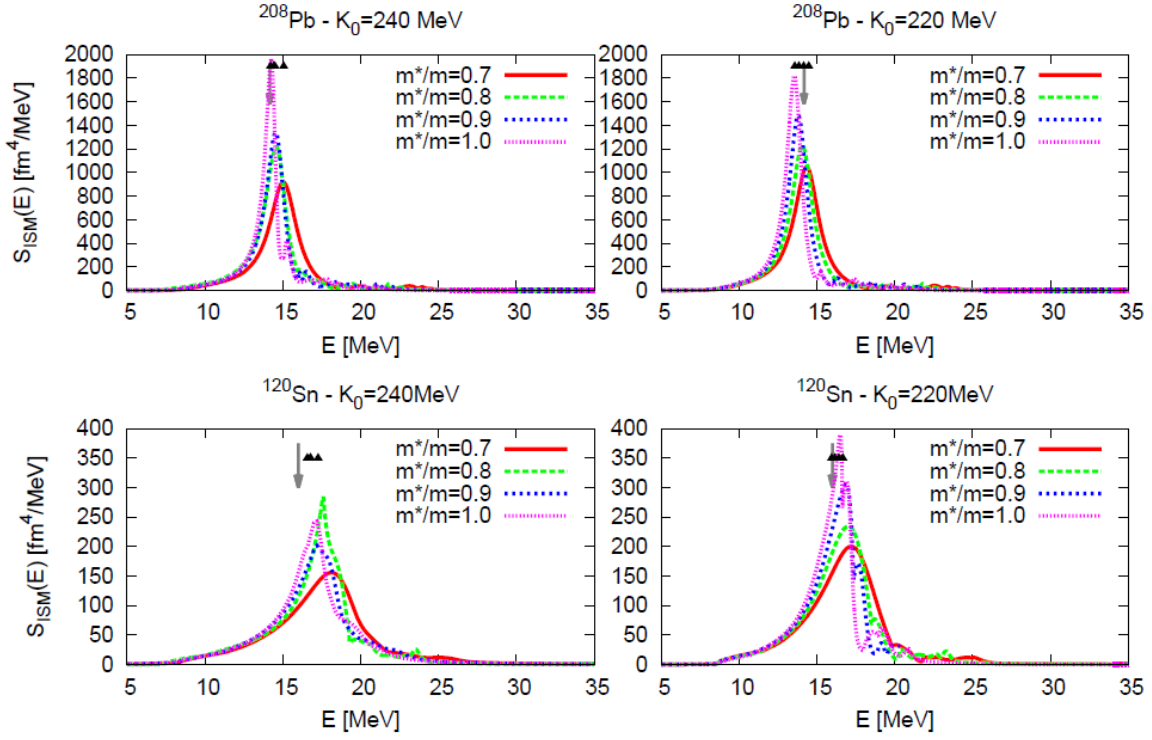 ²⁰⁸Pb - K₀=240 MeV
2000
1800
1600
1400
1200
1000
800
600
400
200
0
S_ISM(E) [fm⁴/MeV]
m*/m=0.7
m*/m=0.8
m*/m=0.9
m*/m=1.0
5 10 15 20 25 30 35
E [MeV]
²⁰⁸Pb - K₀=220 MeV
2000
1800
1600
1400
1200
1000
800
600
400
200
0
m*/m=0.7
m*/m=0.8
m*/m=0.9
m*/m=1.0
5 10 15 20 25 30 35
E [MeV]
¹²⁰Sn - K₀=240MeV
400
350
300
250
200
150
100
50
0
S_ISM(E) [fm⁴/MeV]
m*/m=0.7
m*/m=0.8
m*/m=0.9
m*/m=1.0
5 10 15 20 25 30 35
E [MeV]
¹²⁰Sn - K₀=220MeV
400
350
300
250
200
150
100
50
0
m*/m=0.7
m*/m=0.8
m*/m=0.9
m*/m=1.0
5 10 15 20 25 30 35
E [MeV]